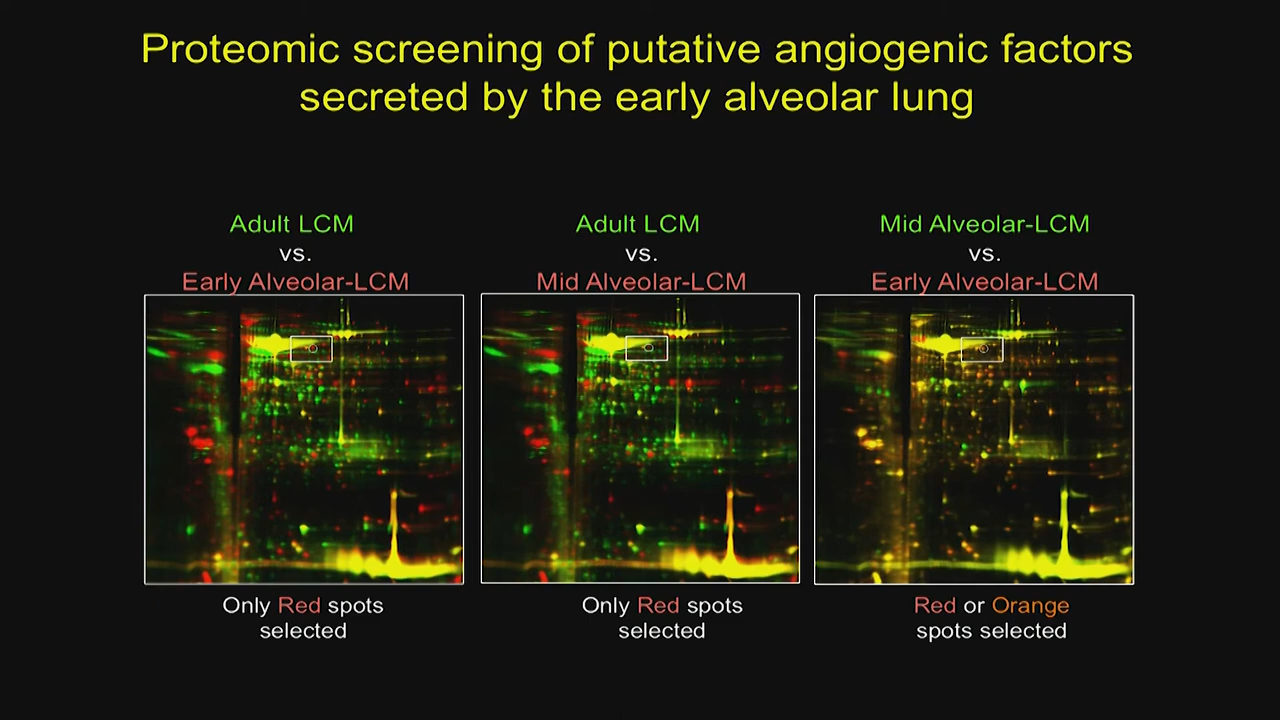 Proteomic screening of putative angiogenic factors
secreted by the early alveolar lung
Adult LCM
vs.
Early Alveolar-LCM
Adult LCM
vs.
Mid Alveolar-LCM
Mid Alveolar-LCM
vs.
Early Alveolar-LCM
Only Red spots
selected
Only Red spots
selected
Red or Orange
spots selected